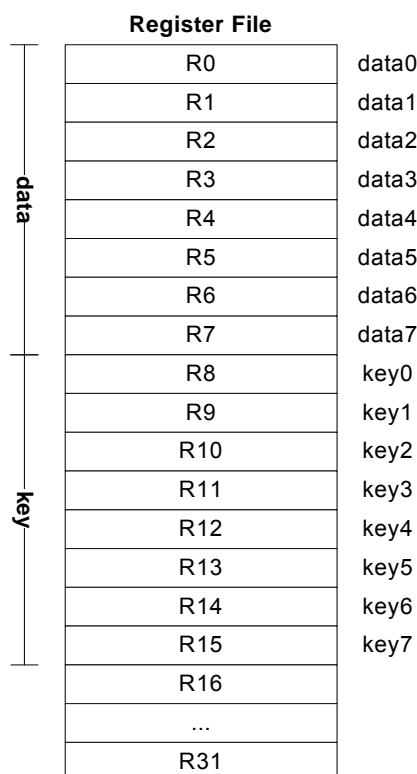 Register File
R0 data0
R1 data1
R2 data2
R3 data3
R4 data4
R5 data5
R6 data6
R7 data7
R8 key0
R9 key1
R10 key2
R11 key3
R12 key4
R13 key5
R14 key6
R15 key7
R16
...
R31
data
key